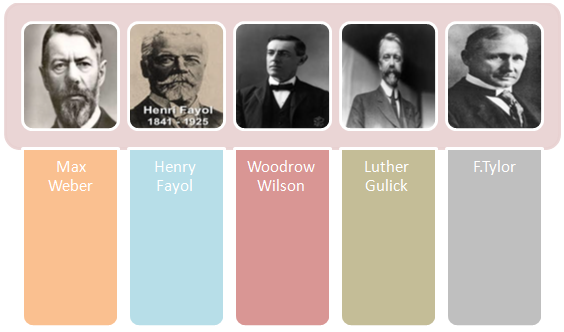 Henri Fayol
1841 - 1925
Max
Weber
Henry
Fayol
Woodrow
Wilson
Luther
Gulick
F.Tylor